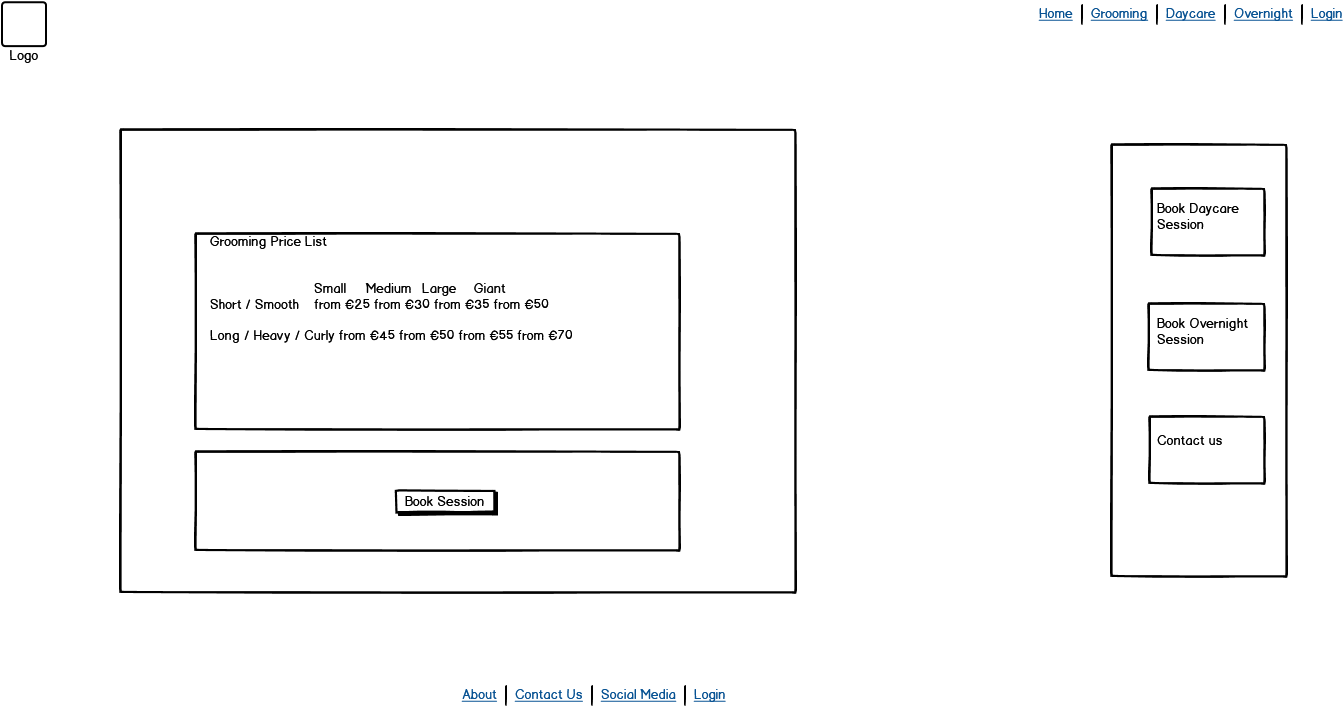 Home | Grooming | Daycare | Overnight | Login
Logo
Grooming Price List
Small Medium Large Giant
Short / Smooth from €25 from €30 from €35 from €50
Long / Heavy / Curly from €45 from €50 from €55 from €70
Book Session
Book Daycare
Session
Book Overnight
Session
Contact us
About | Contact Us | Social Media | Login